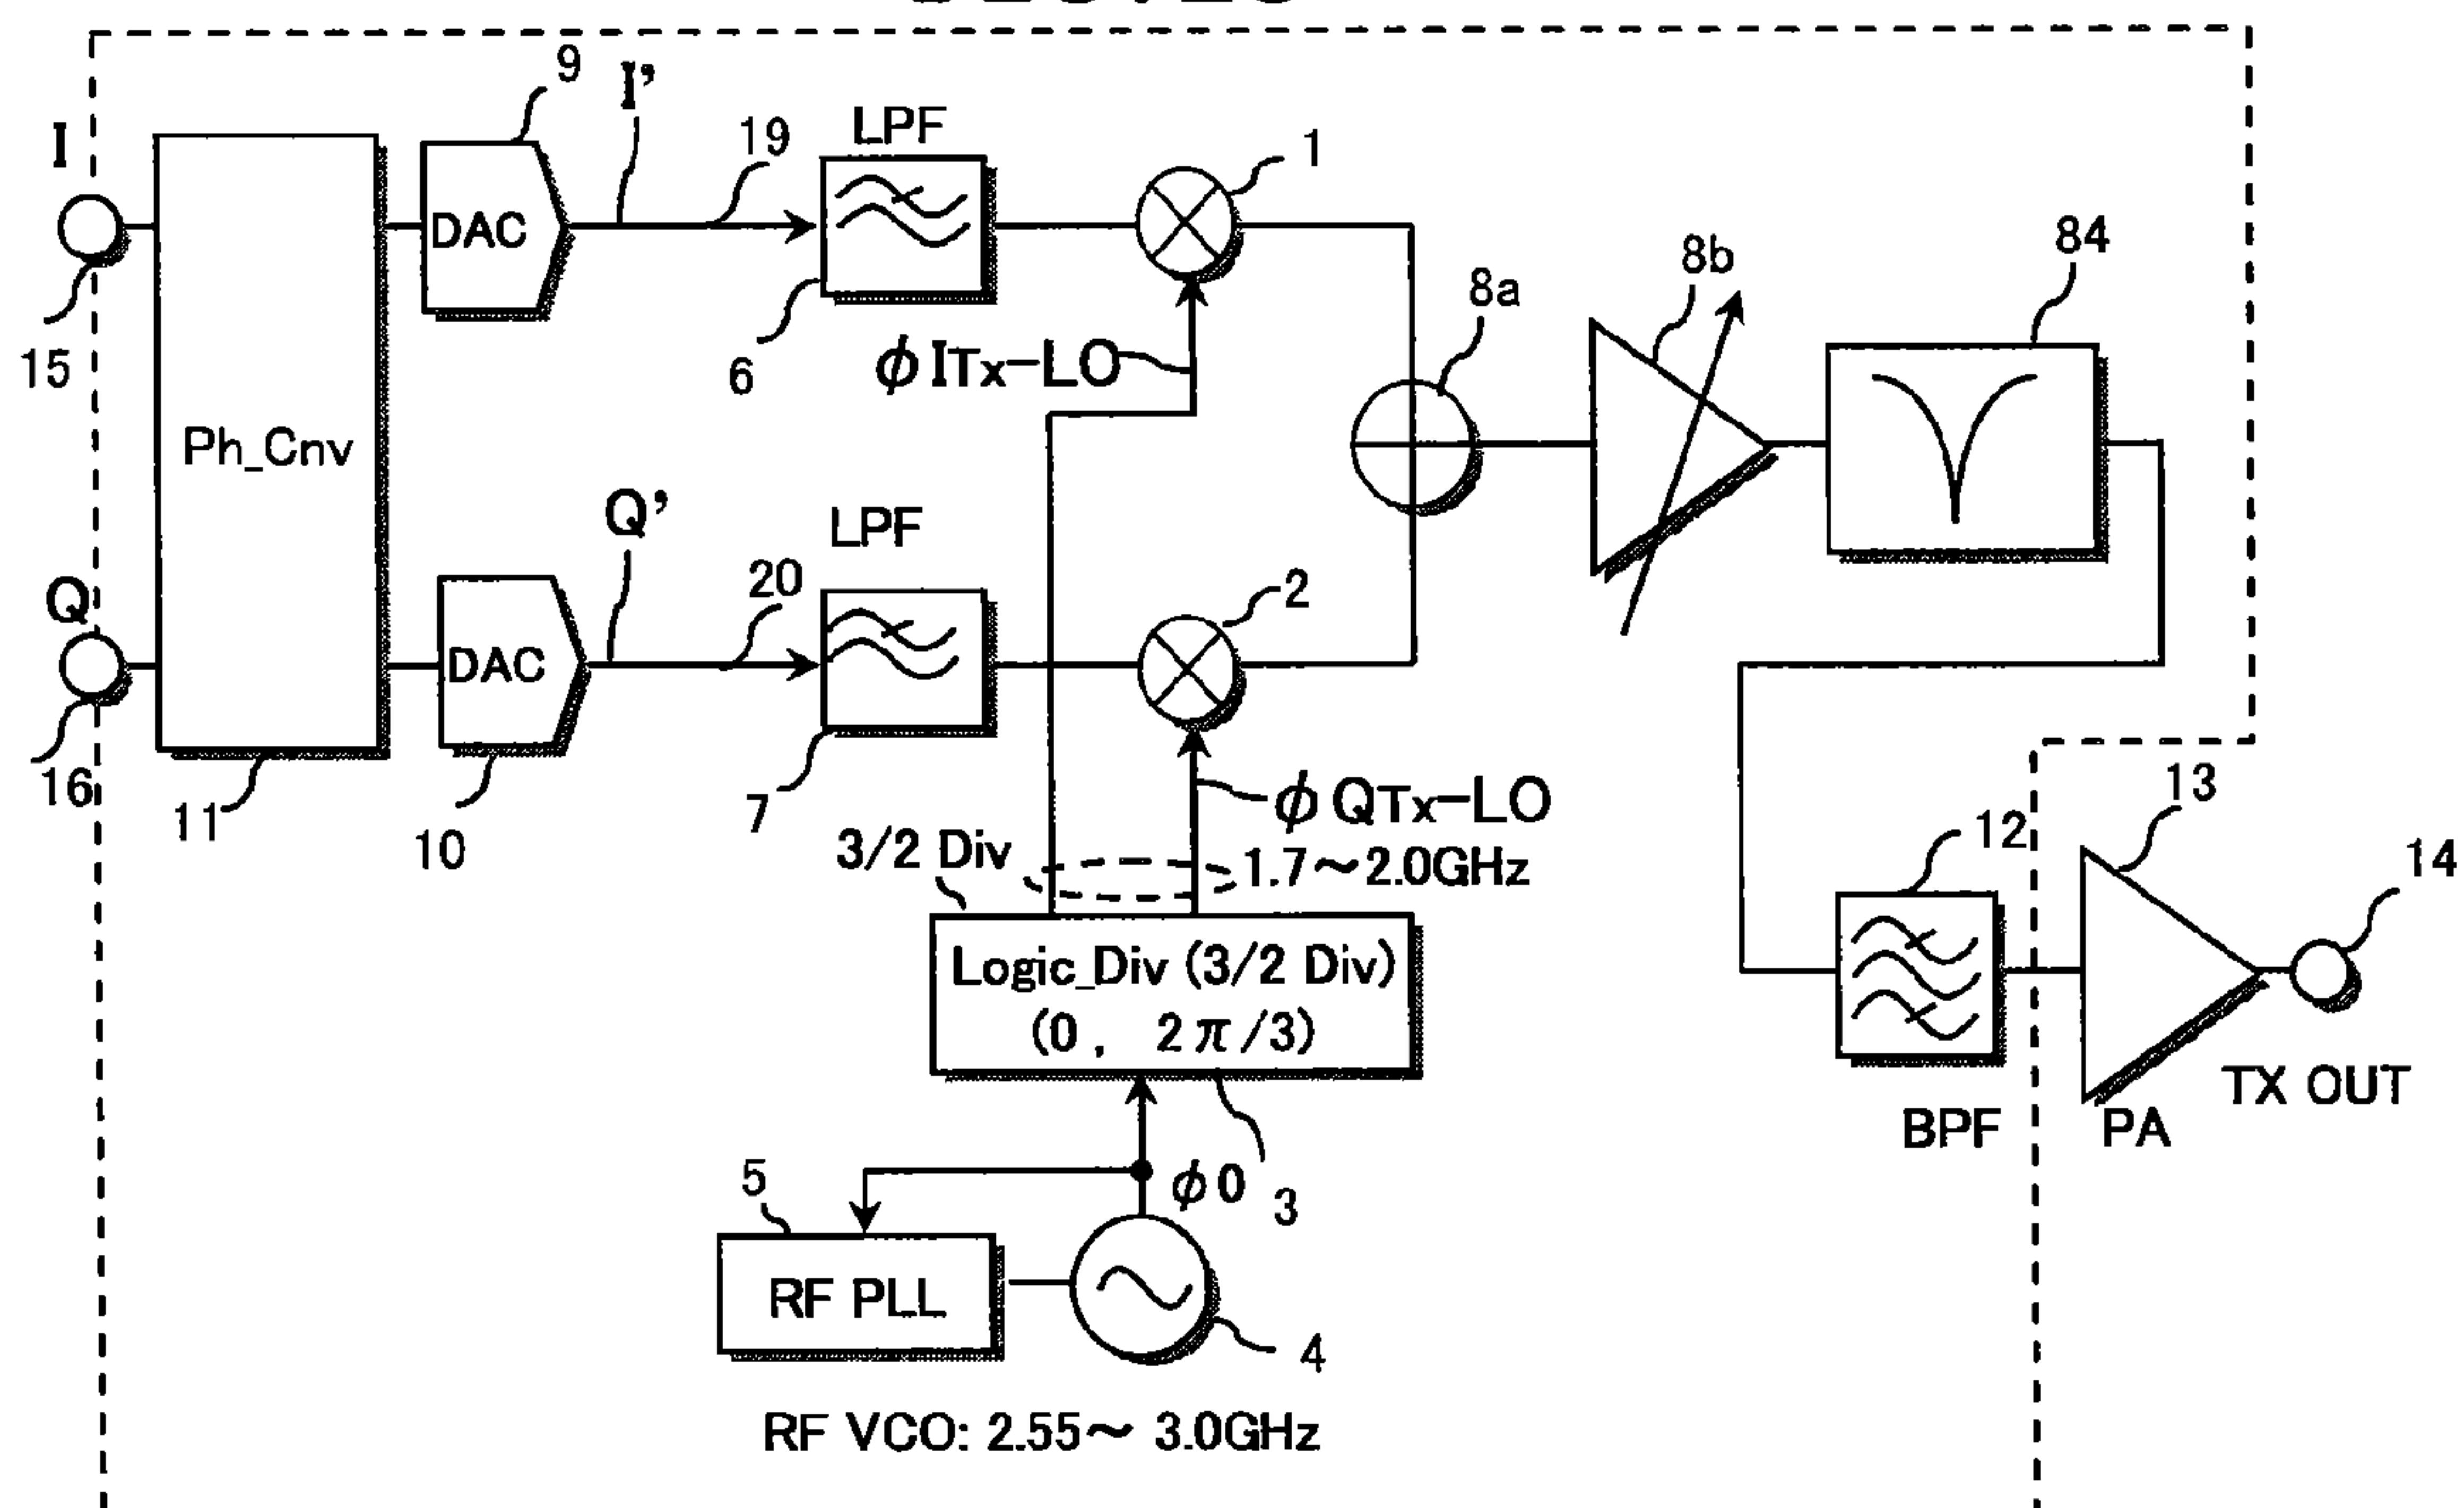 9
I'
19
LPF
1
I
DAC
84
8b
8a
15
6
φ ITx-LO
Ph_Cnv
Q'
LPF
20
2
Q
DAC
16
11
10
7
φ QTx-LO
3/2 Div
1.7~2.0GHz
13
12
14
Logic_Div (3/2 Div)
(0, 2π/3)
TX OUT
BPF
PA
5
φ0
3
RF PLL
4
RF VCO: 2.55~ 3.0GHz